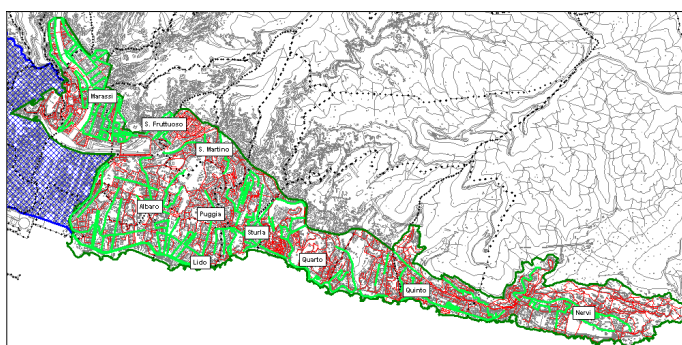 Marassi
S. Fruttuoso
S. Martino
Albaro
Puggia
Sturla
Lido
Quarto
Quinto
Nervi